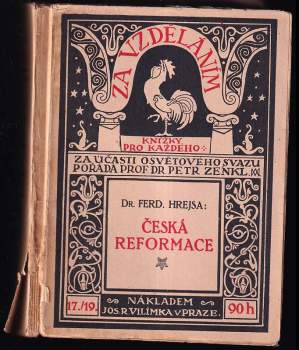 ZA VZDĚLÁNÍM
KNÍŽKY
PRO KAŽDÉHO
ZA ÚČASTI OSVĚTOVÉHO SVAZU
POŘÁDÁ PROF. DR. PETR ZENKL.
DR. FERD. HREJSA:
ČESKÁ
REFORMACE
17./19.
NÁKLADEM
JOS. R. VILÍMKA V PRAZE.
90 h